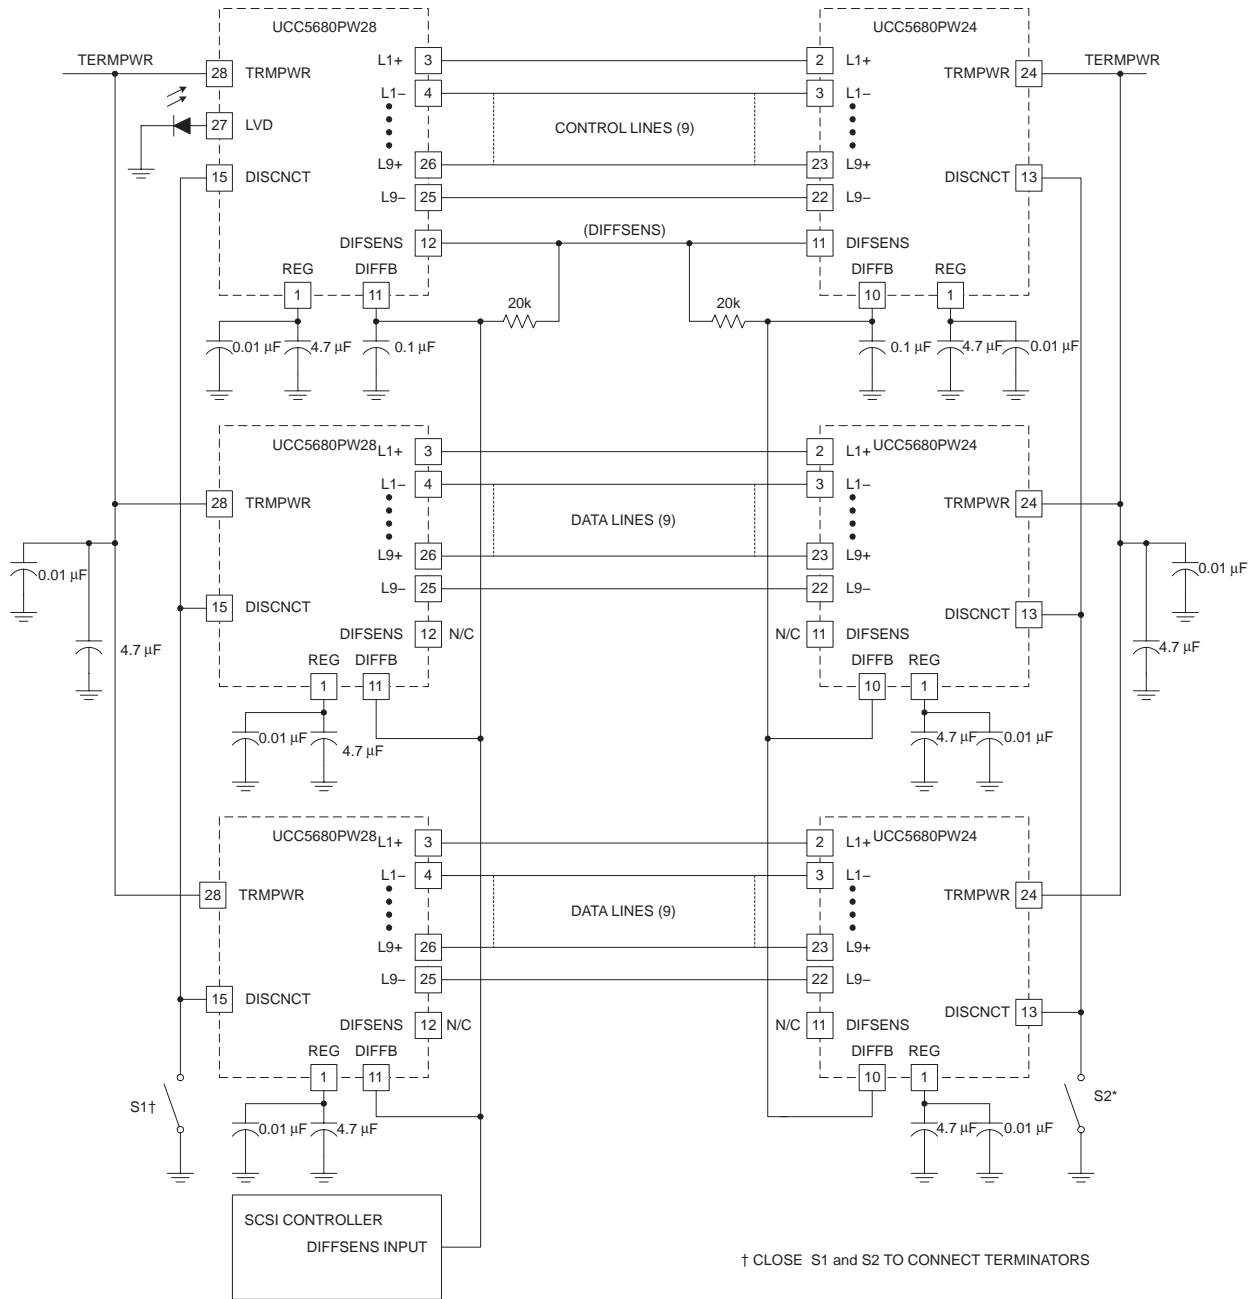 UCC5680PW28
UCC5680PW24
TERMPWR
28 TRMPWR
L1+ 3
2 L1+
TRMPWR 24
TERMPWR
L1– 4
3 L1–
27 LVD
CONTROL LINES (9)
L9+ 26
23 L9+
15 DISCNCT
DISCNCT 13
L9– 25
22 L9–
(DIFFSENS)
DIFSENS 12
11 DIFSENS
REG DIFFB
DIFFB REG
1 11
10 1
20k
20k
0.01 μF 4.7 μF 0.1 μF
0.1 μF 4.7 μF 0.01 μF
UCC5680PW28
UCC5680PW24
L1+ 3
2 L1+
L1– 4
3 L1–
28 TRMPWR
TRMPWR 24
DATA LINES (9)
L9+ 26
23 L9+
0.01 μF
0.01 μF
L9– 25
22 L9–
15 DISCNCT
DISCNCT 13
DIFSENS 12 N/C
N/C 11 DIFSENS
4.7 μF
4.7 μF
REG DIFFB
DIFFB REG
1 11
10 1
0.01 μF 4.7 μF
4.7 μF 0.01 μF
UCC5680PW28
UCC5680PW24
L1+ 3
2 L1+
L1– 4
3 L1–
28 TRMPWR
TRMPWR 24
DATA LINES (9)
L9+ 26
23 L9+
L9– 25
22 L9–
15 DISCNCT
DISCNCT 13
DIFSENS 12 N/C
N/C 11 DIFSENS
REG DIFFB
DIFFB REG
1 11
10 1
S1†
S2*
0.01 μF 4.7 μF
4.7 μF 0.01 μF
SCSI CONTROLLER
DIFFSENS INPUT
† CLOSE S1 and S2 TO CONNECT TERMINATORS